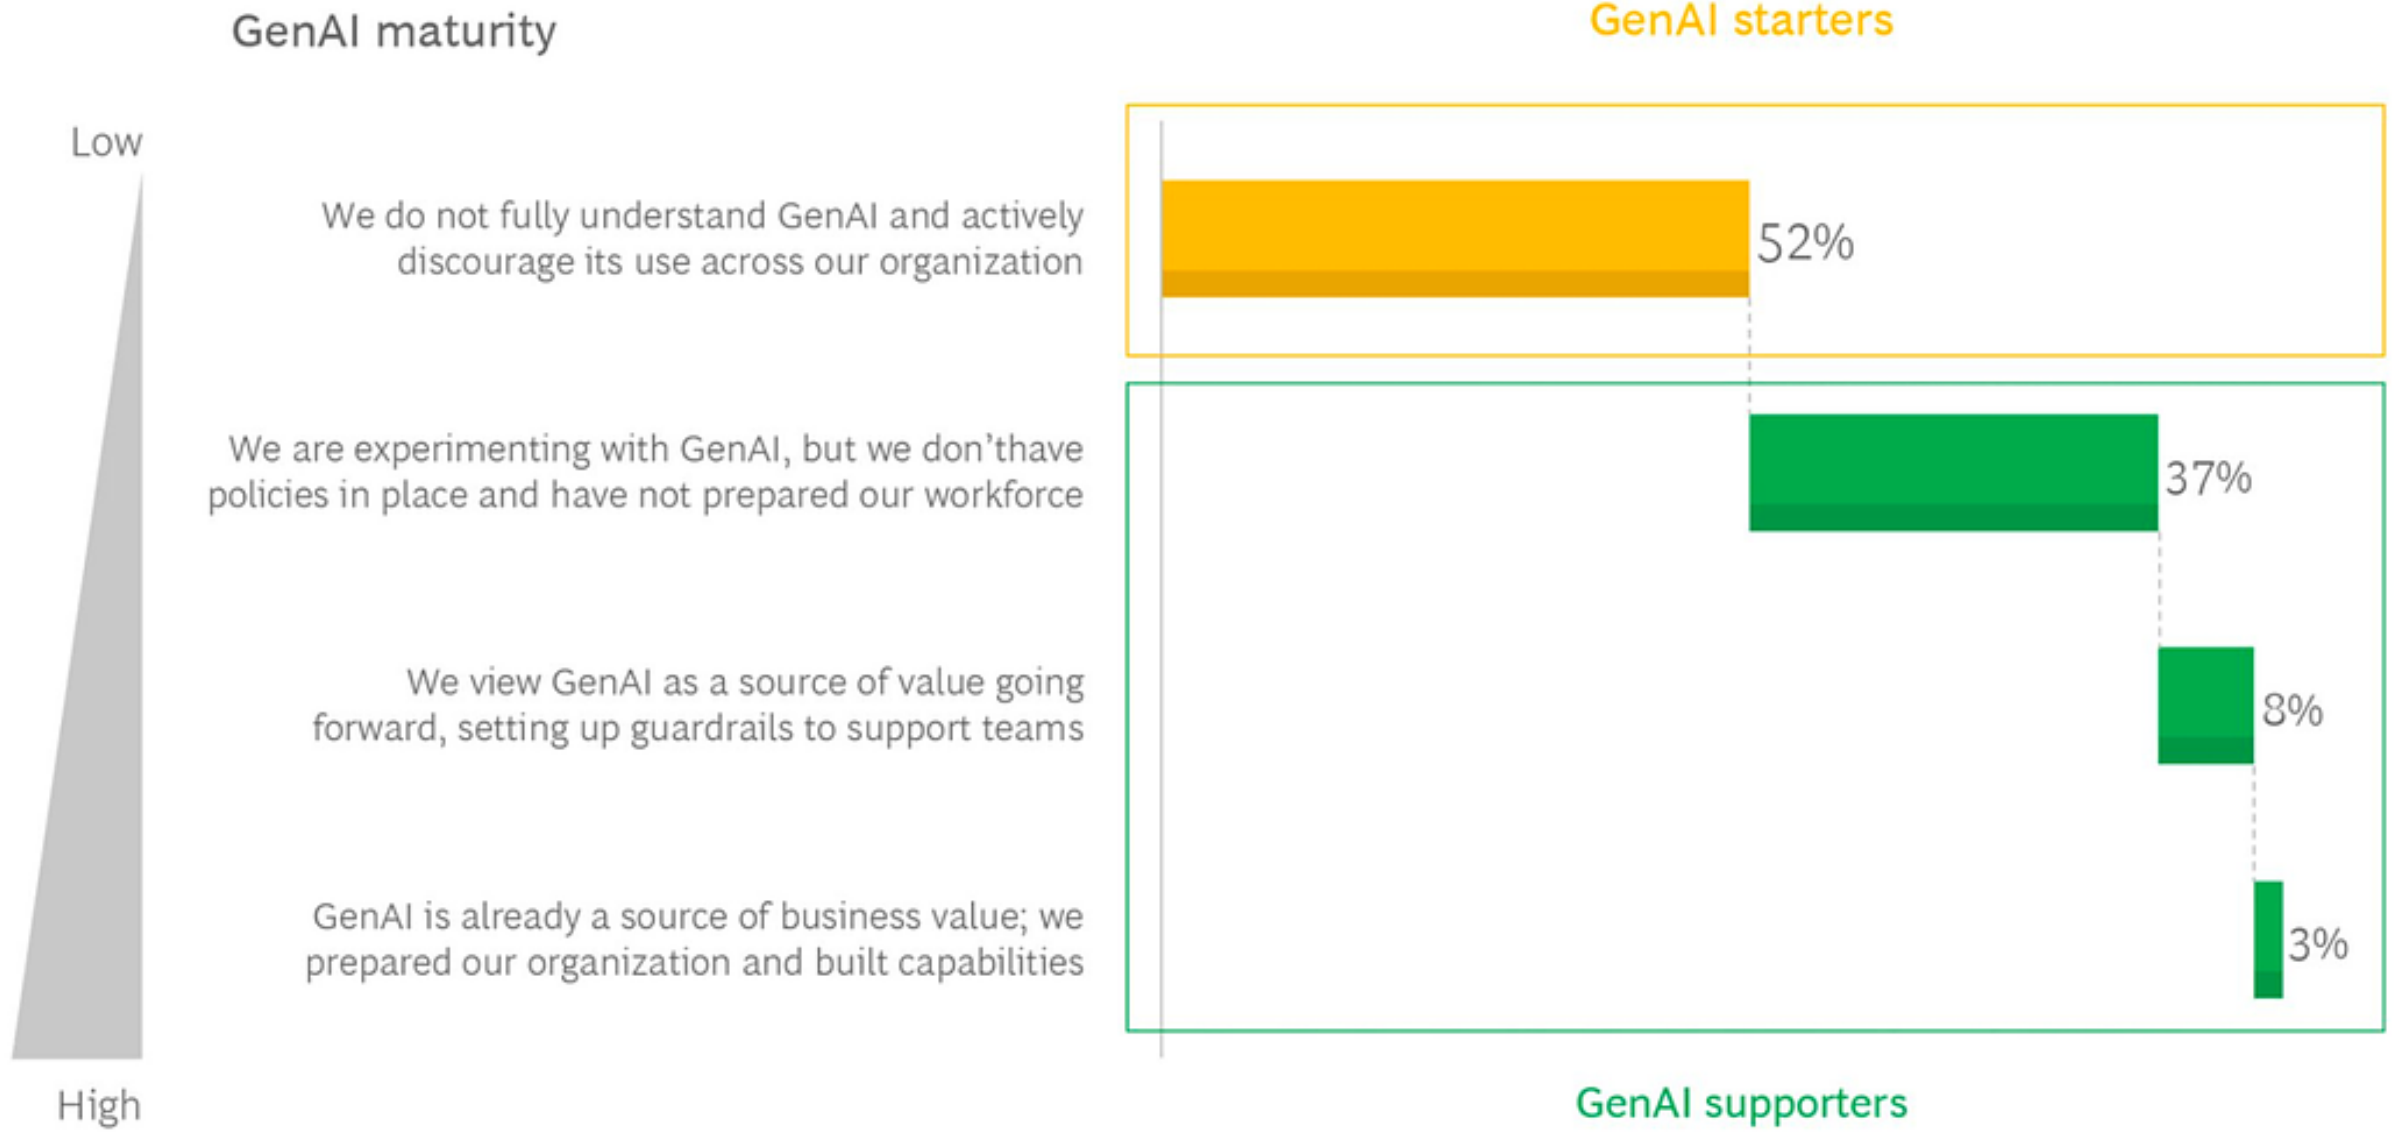 GenAI maturity
GenAI starters
Low
We do not fully understand GenAI and actively
discourage its use across our organization
52%
We are experimenting with GenAI, but we don’thave
policies in place and have not prepared our workforce
37%
We view GenAI as a source of value going
forward, setting up guardrails to support teams
8%
GenAI is already a source of business value; we
prepared our organization and built capabilities
3%
High
GenAI supporters